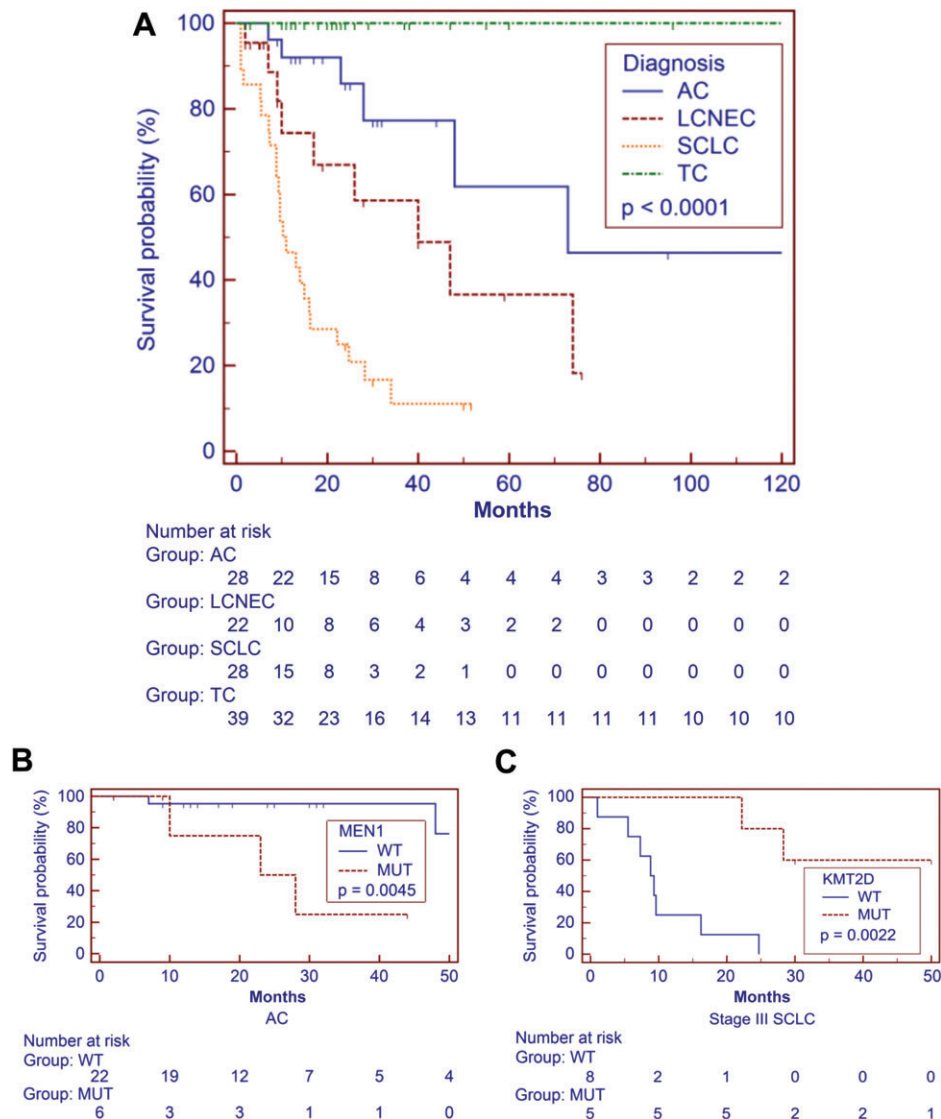 A
Survival probability (%)
100
80
60
40
20
0
Diagnosis
AC
LCNEC
SCLC
TC
p < 0.0001
0 20 40 60 80 100 120
Months
Number at risk
Group: AC
28 22 15 8 6 4 4 4 3 3 2 2 2
Group: LCNEC
22 10 8 6 4 3 2 2 0 0 0 0 0
Group: SCLC
28 15 8 3 2 1 0 0 0 0 0 0 0
Group: TC
39 32 23 16 14 13 11 11 11 11 10 10 10
B
Survival probability (%)
100
80
60
40
20
0
MEN1
WT
MUT
p = 0.0045
0 10 20 30 40 50
Months
AC
Number at risk
Group: WT
22 19 12 7 5 4
Group: MUT
6 3 3 1 1 0
C
Survival probability (%)
100
80
60
40
20
0
KMT2D
WT
MUT
p = 0.0022
0 10 20 30 40 50
Months
Stage III SCLC
Number at risk
Group: WT
8 2 1 0 0 0
Group: MUT
5 5 5 2 2 1